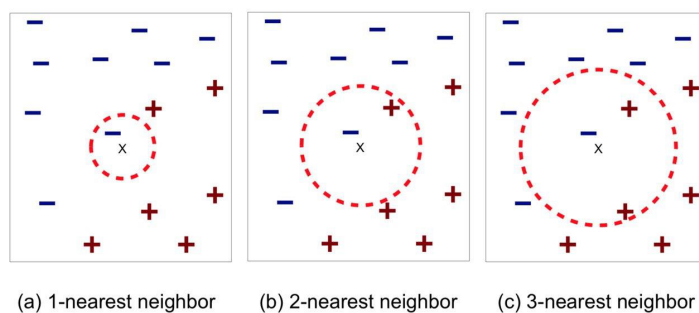 X
X
X
(a) 1-nearest neighbor
(b) 2-nearest neighbor
(c) 3-nearest neighbor